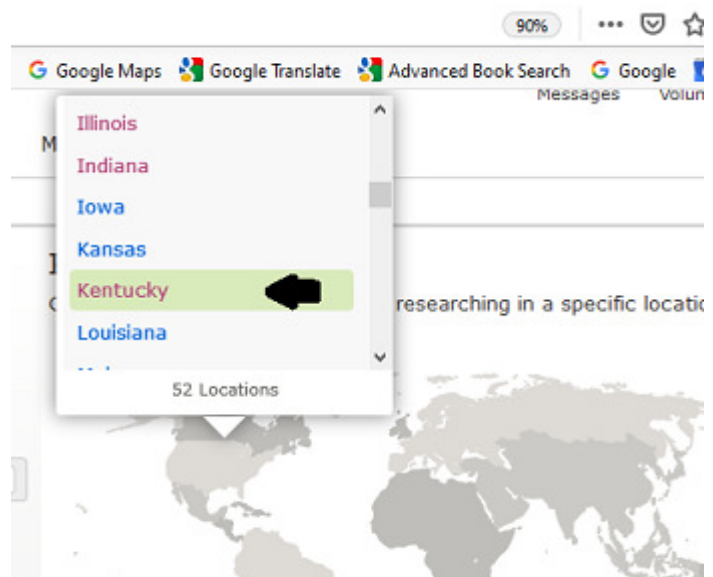 90%
Google Maps Google Translate Advanced Book Search Google
Messages
Illinois
Indiana
Iowa
Kansas
Kentucky
researching in a specific
Louisiana
52 Locations